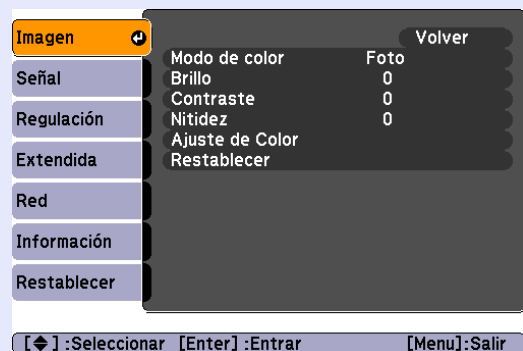 Imagen
Señal
Regulación
Extendida
Red
Información
Restablecer
Volver
Modo de color Foto
Brillo 0
Contraste 0
Nitidez 0
Ajuste de Color
Restablecer
[◆] :Seleccionar [Enter] :Entrar [Menu]:Salir